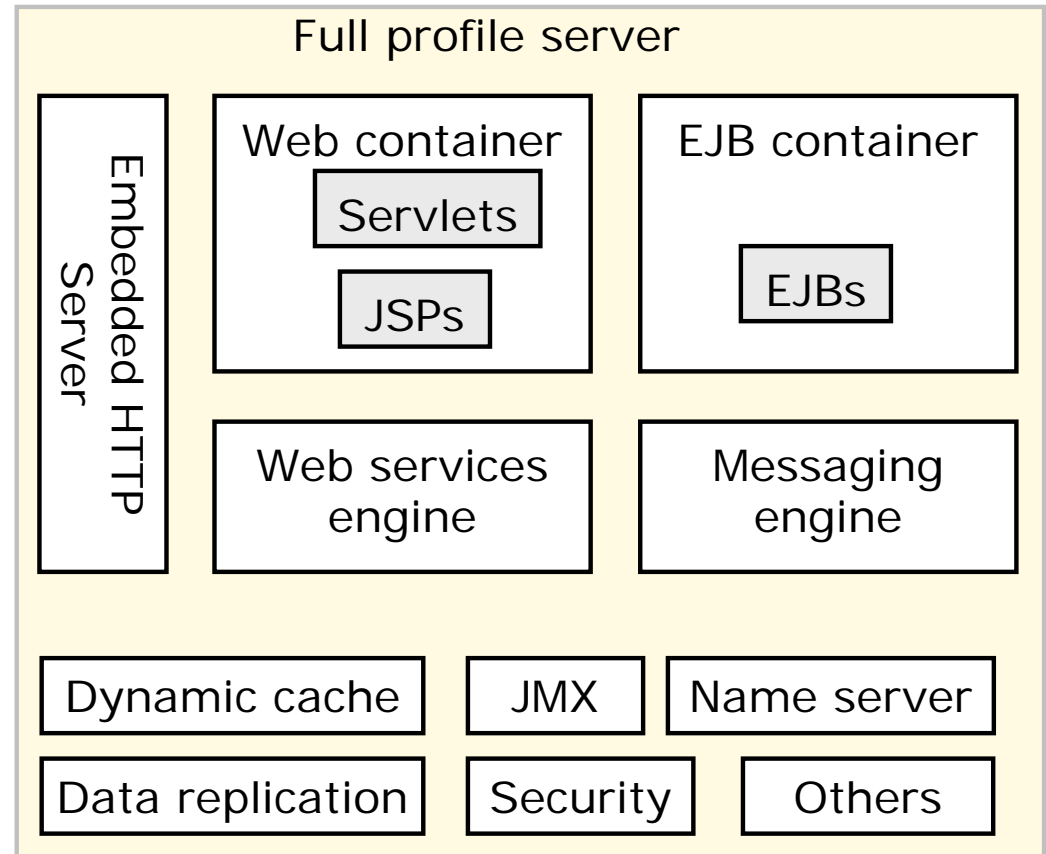 Full profile server
Embedded HTTP
Server
Web container
Servlets
JSPs
EJB container
EJBs
Web services
engine
Messaging
engine
Dynamic cache
JMX
Name server
Data replication
Security
Others